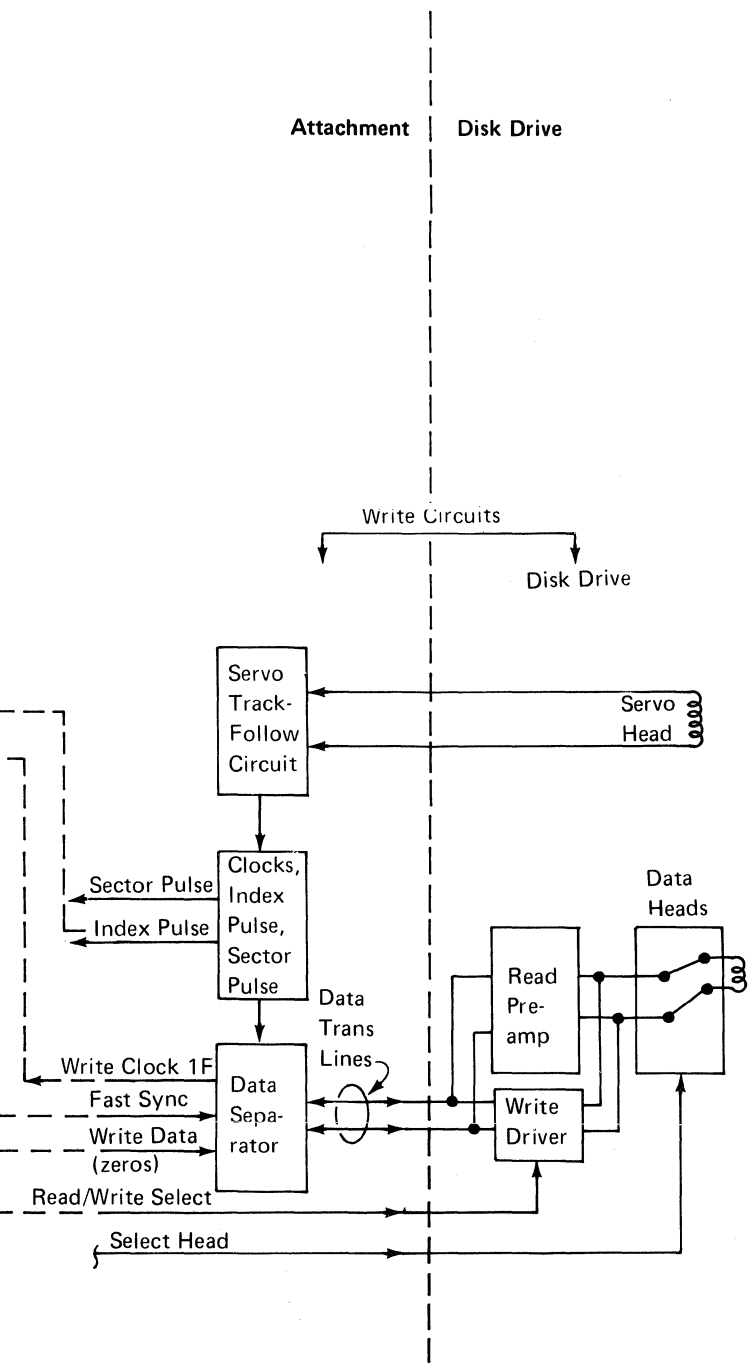 Attachment
Disk Drive
Write Circuits
Disk Drive
Servo
Track-
Follow
Circuit
Servo
Head
Clocks,
Index
Pulse,
Sector
Pulse
Sector Pulse
Index Pulse
Data
Heads
Read
Pre-
amp
Data
Trans
Lines
Write Clock 1F
Fast Sync
Write Data
(zeros)
Data
Sepa-
rator
Write
Driver
Read/Write Select
Select Head